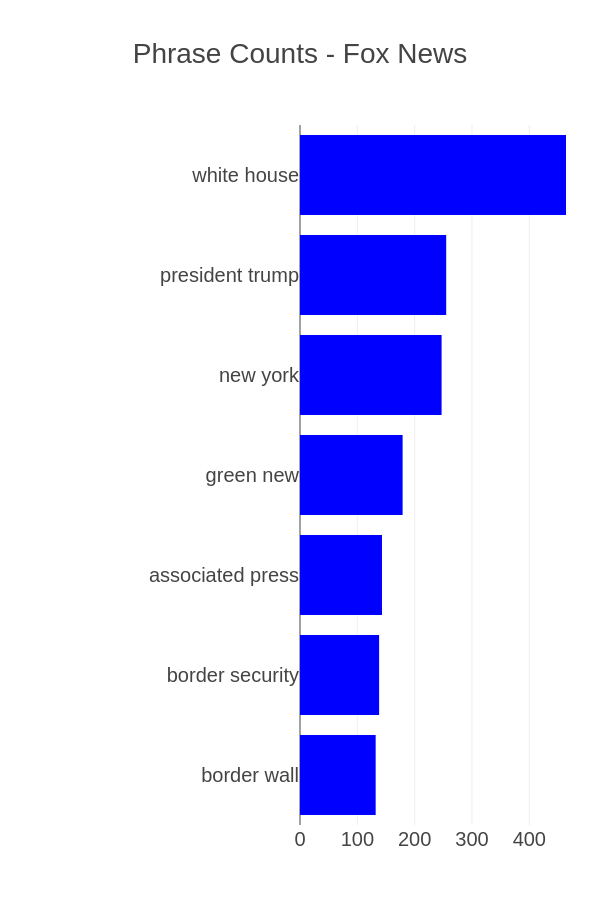 Phrase Counts - Fox News
white house
president trump
new york
green new
associated press
border security
border wall
0 100 200 300 400